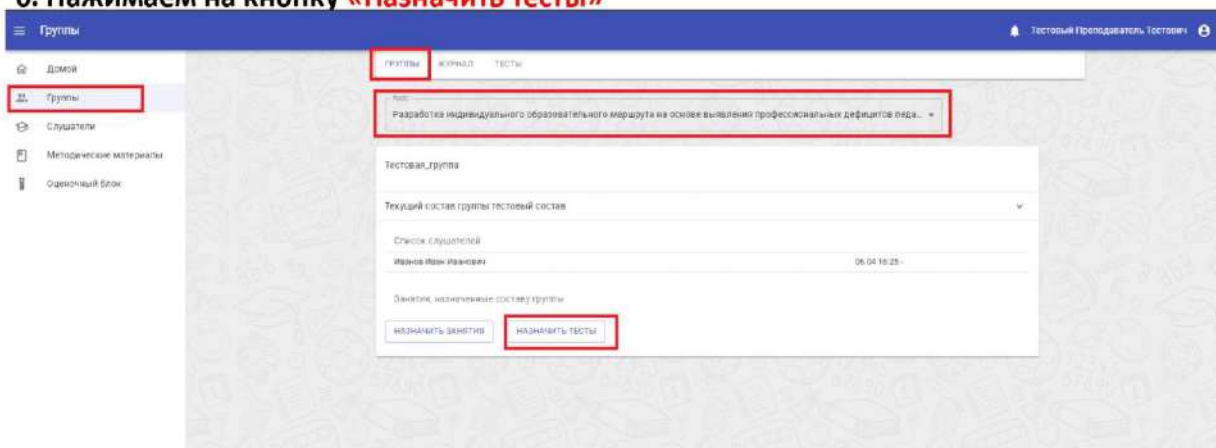 6. Нажимаем на кнопку «Назначить тесты»
Группы
Тестовый Преподаватель Тестович
Домой
Группы
Слушатели
Методические материалы
Оценочный блок
ГРУППЫ ЖУРНАЛ ТЕСТЫ
Разработка индивидуального образовательного маршрута на основе выявления профессиональных дефицитов педа...
Тестовая_группа
Текущий состав группы тестовый состав
Список слушателей
Иванов Иван Иванович 06.04 16:25 -
Занятия, назначенные составу группы
НАЗНАЧИТЬ ЗАНЯТИЯ НАЗНАЧИТЬ ТЕСТЫ